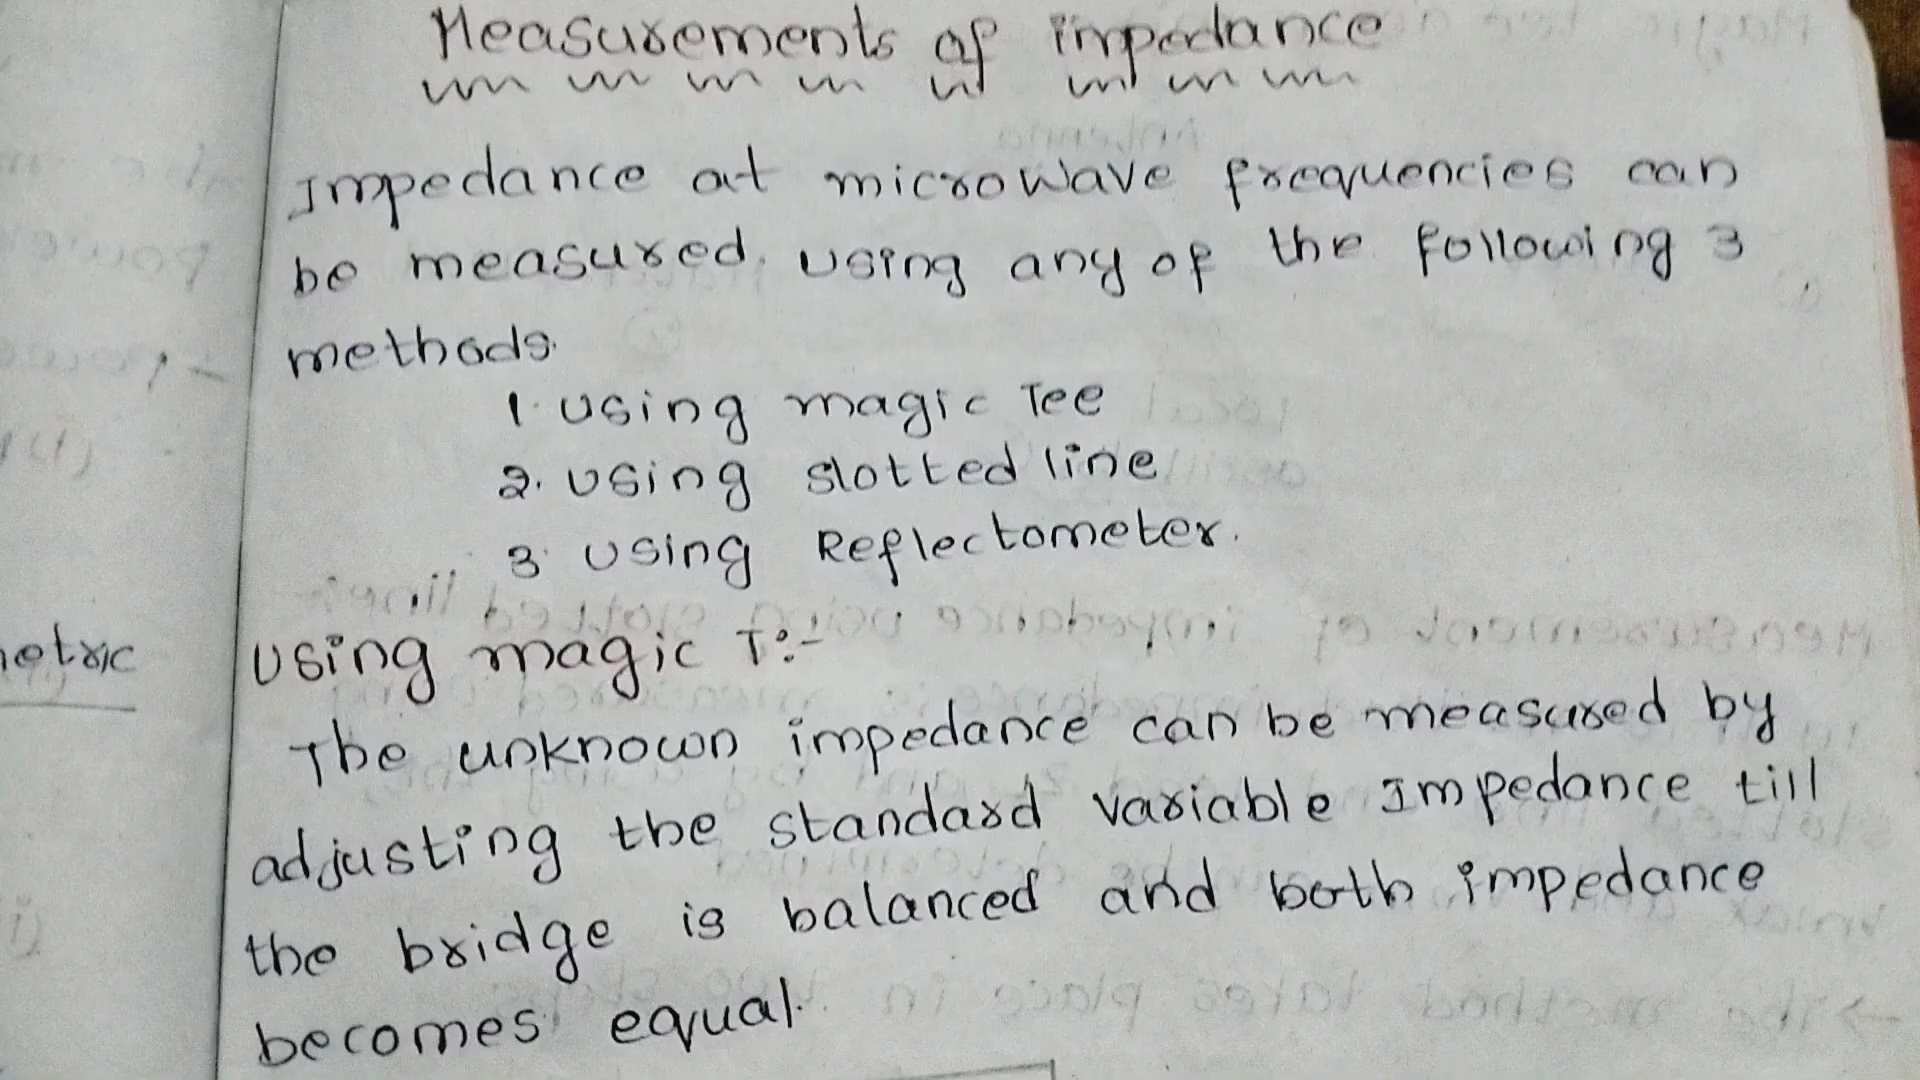 Measurements of impedance
Impedance at microwave frequencies can
be measured using any of the following 3
methods.
1. using magic Tee
2. using slotted line
3. using Reflectometer.
using magic T:-
The unknown impedance can be measured by
adjusting the standard variable Impedance till
the bridge is balanced and both impedance
becomes equal.